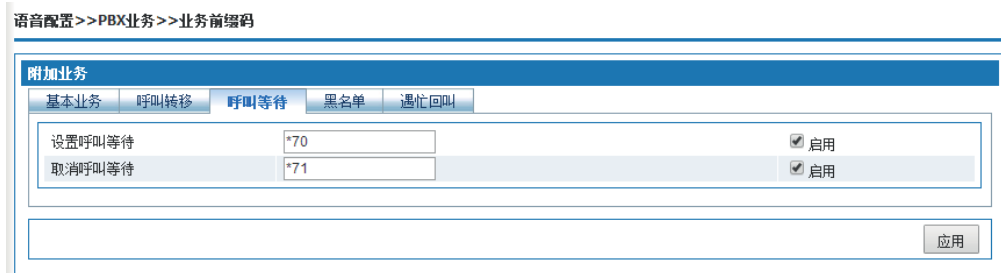 语音配置>>PBX业务>>业务前缀码
附加业务
基本业务 呼叫转移 呼叫等待 黑名单 遇忙回叫
设置呼叫等待 *70 启用
取消呼叫等待 *71 启用
应用